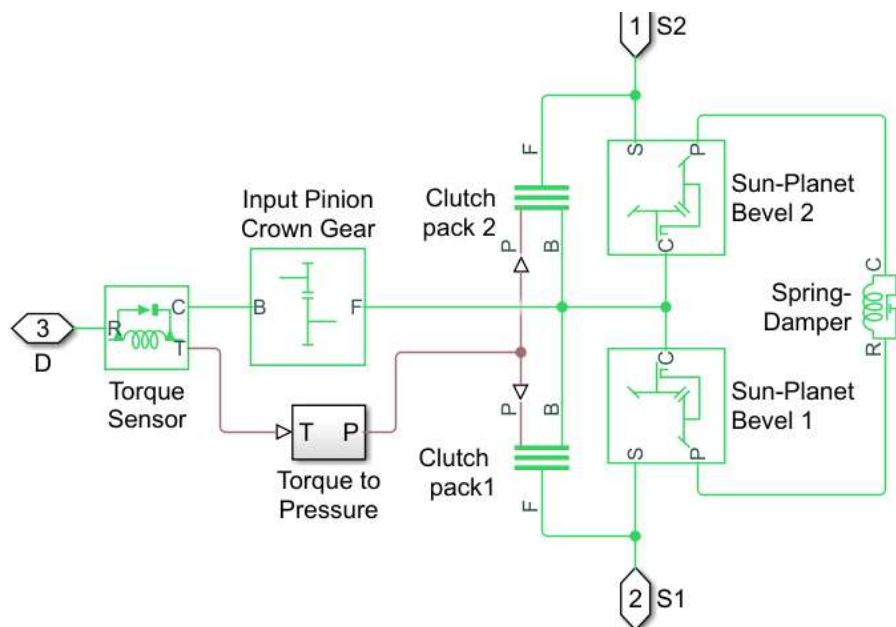 1
S2
F
S
P
Sun-Planet
Bevel 2
C
Clutch
pack 2
P
B
Input Pinion
Crown Gear
B
F
3
D
R
C
T
Torque
Sensor
T
P
Torque to
Pressure
C
Spring-
Damper
R
C
Sun-Planet
Bevel 1
S
P
P
B
Clutch
pack1
F
2
S1